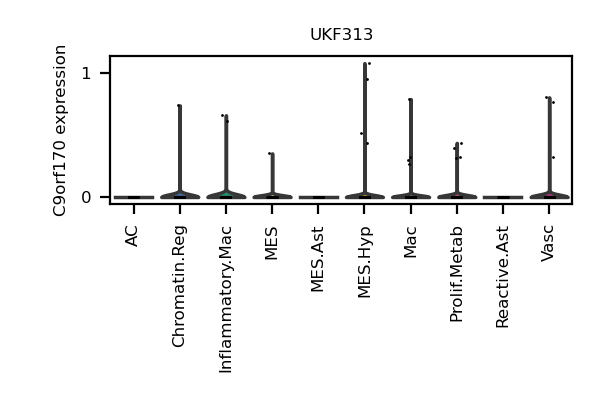 UKF313
C9orf170 expression
1
0
AC
Chromatin.Reg
Inflammatory.Mac
MES
MES.Ast
MES.Hyp
Mac
Prolif.Metab
Reactive.Ast
Vasc